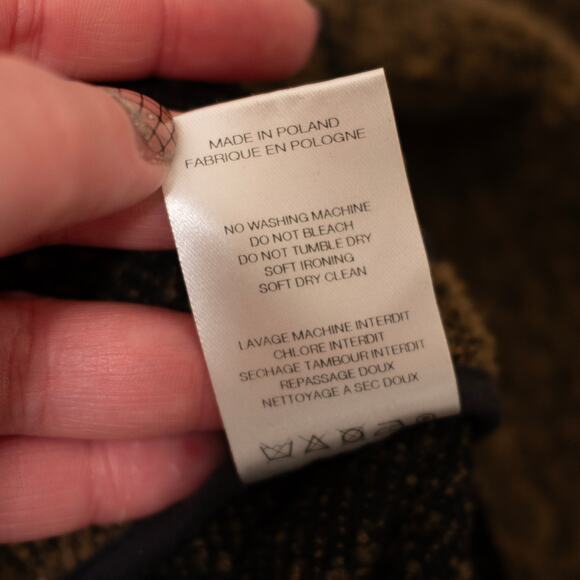 MADE IN POLAND
FABRIQUE EN POLOGNE
NO WASHING MACHINE
DO NOT BLEACH
DO NOT TUMBLE DRY
SOFT IRONING
SOFT DRY CLEAN
LAVAGE MACHINE INTERDIT
CHLORE INTERDIT
SECHAGE TAMBOUR INTERDIT
REPASSAGE DOUX
NETTOYAGE A SEC DOUX